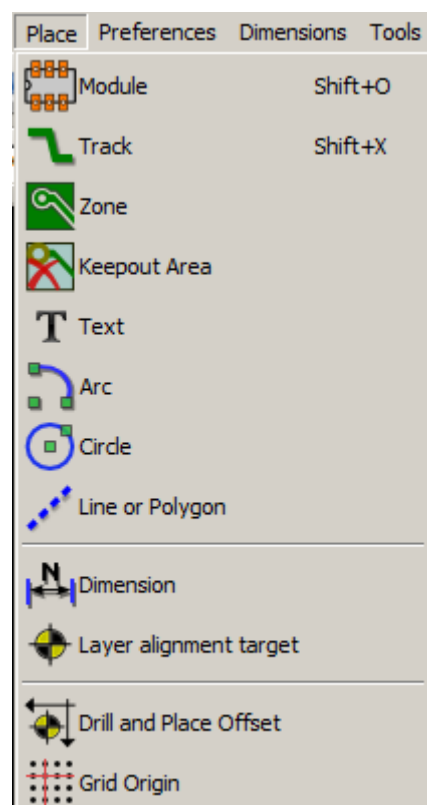 Place Preferences Dimensions Tools
Module Shift+O
Track Shift+X
Zone
Keepout Area
T Text
Arc
Circle
Line or Polygon
N Dimension
Layer alignment target
Drill and Place Offset
Grid Origin